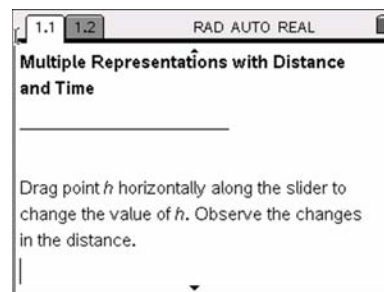 1.1 1.2 RAD AUTO REAL
Multiple Representations with Distance
and Time
Drag point h horizontally along the slider to
change the value of h. Observe the changes
in the distance.